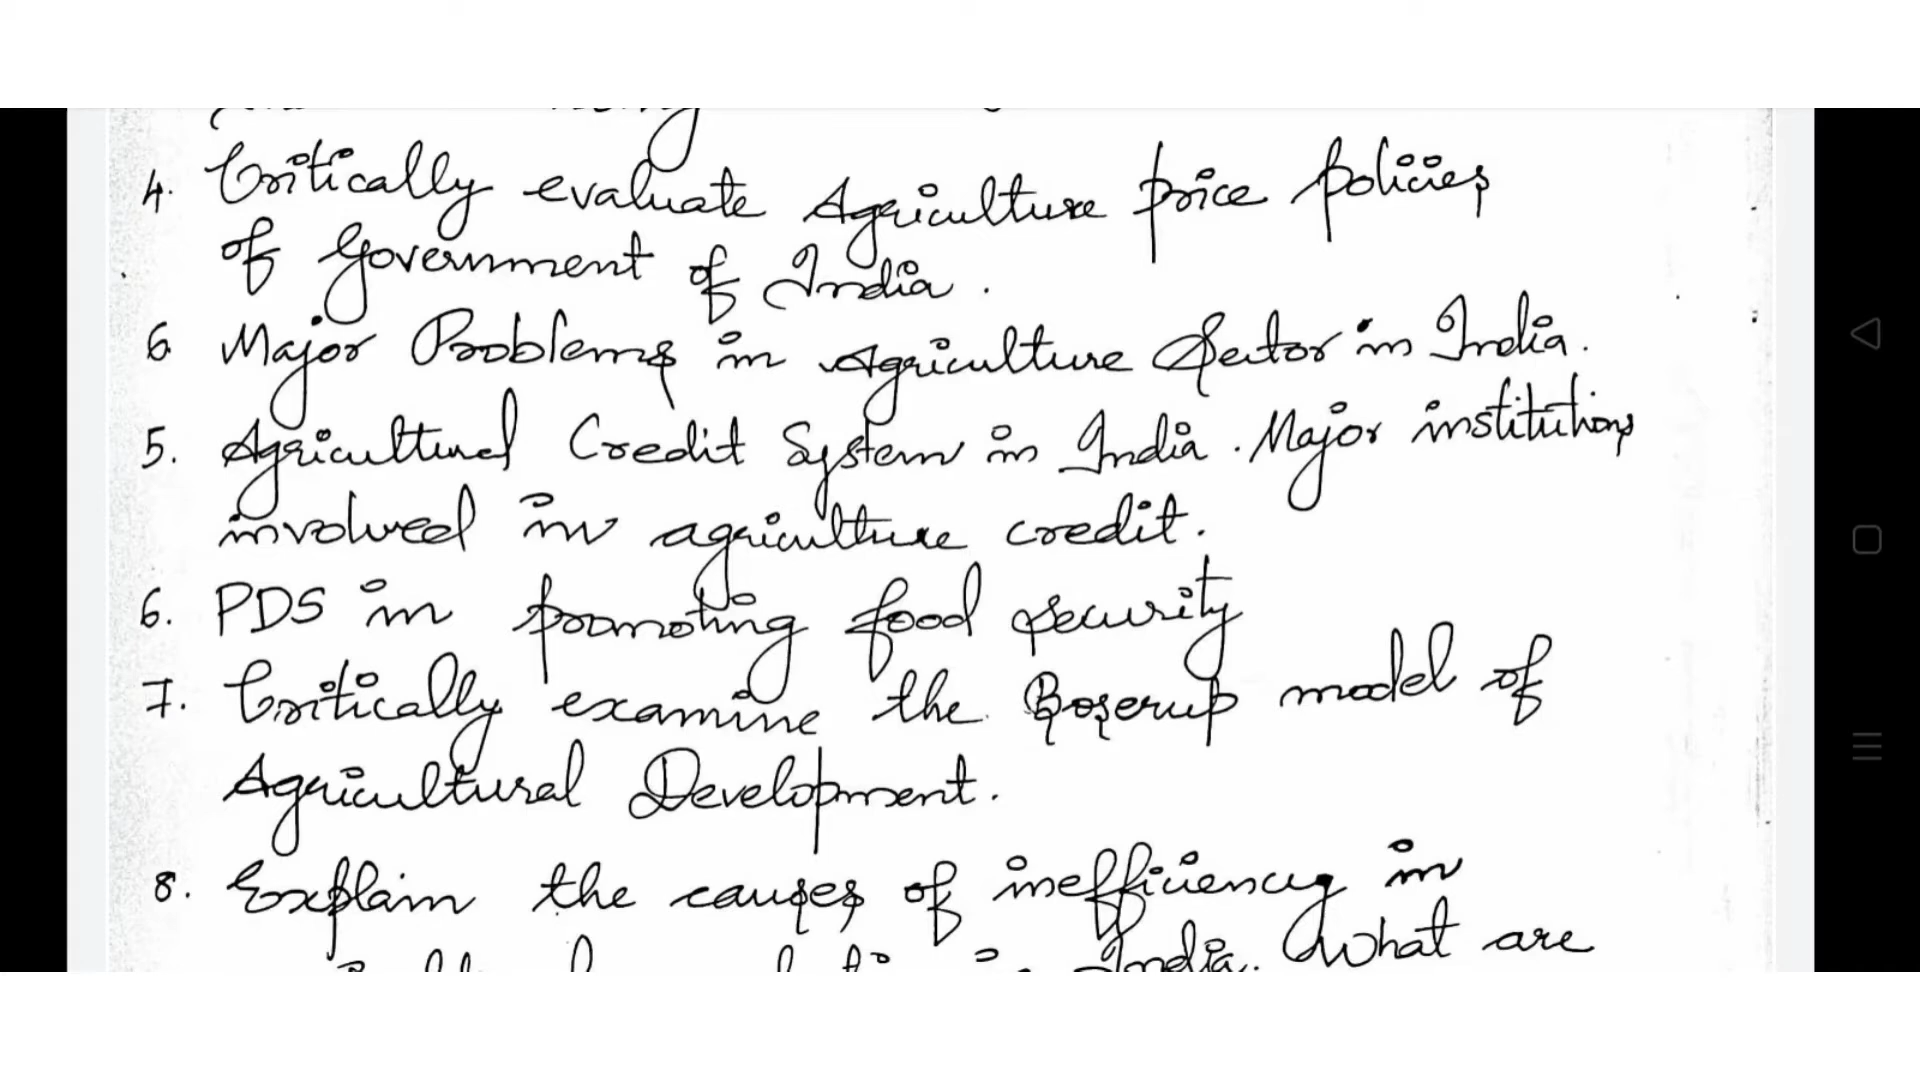 4. Critically evaluate Agriculture price policies
of Government of India.
6 Major Problems in Agriculture Sector in India.
5. Agricultural Credit System in India. Major institutions
involved in agriculture credit.
6. PDS in promoting food security
7. Critically examine the Boserup model of
Agricultural Development.
8. Explain the causes of inefficiency in
India. What are